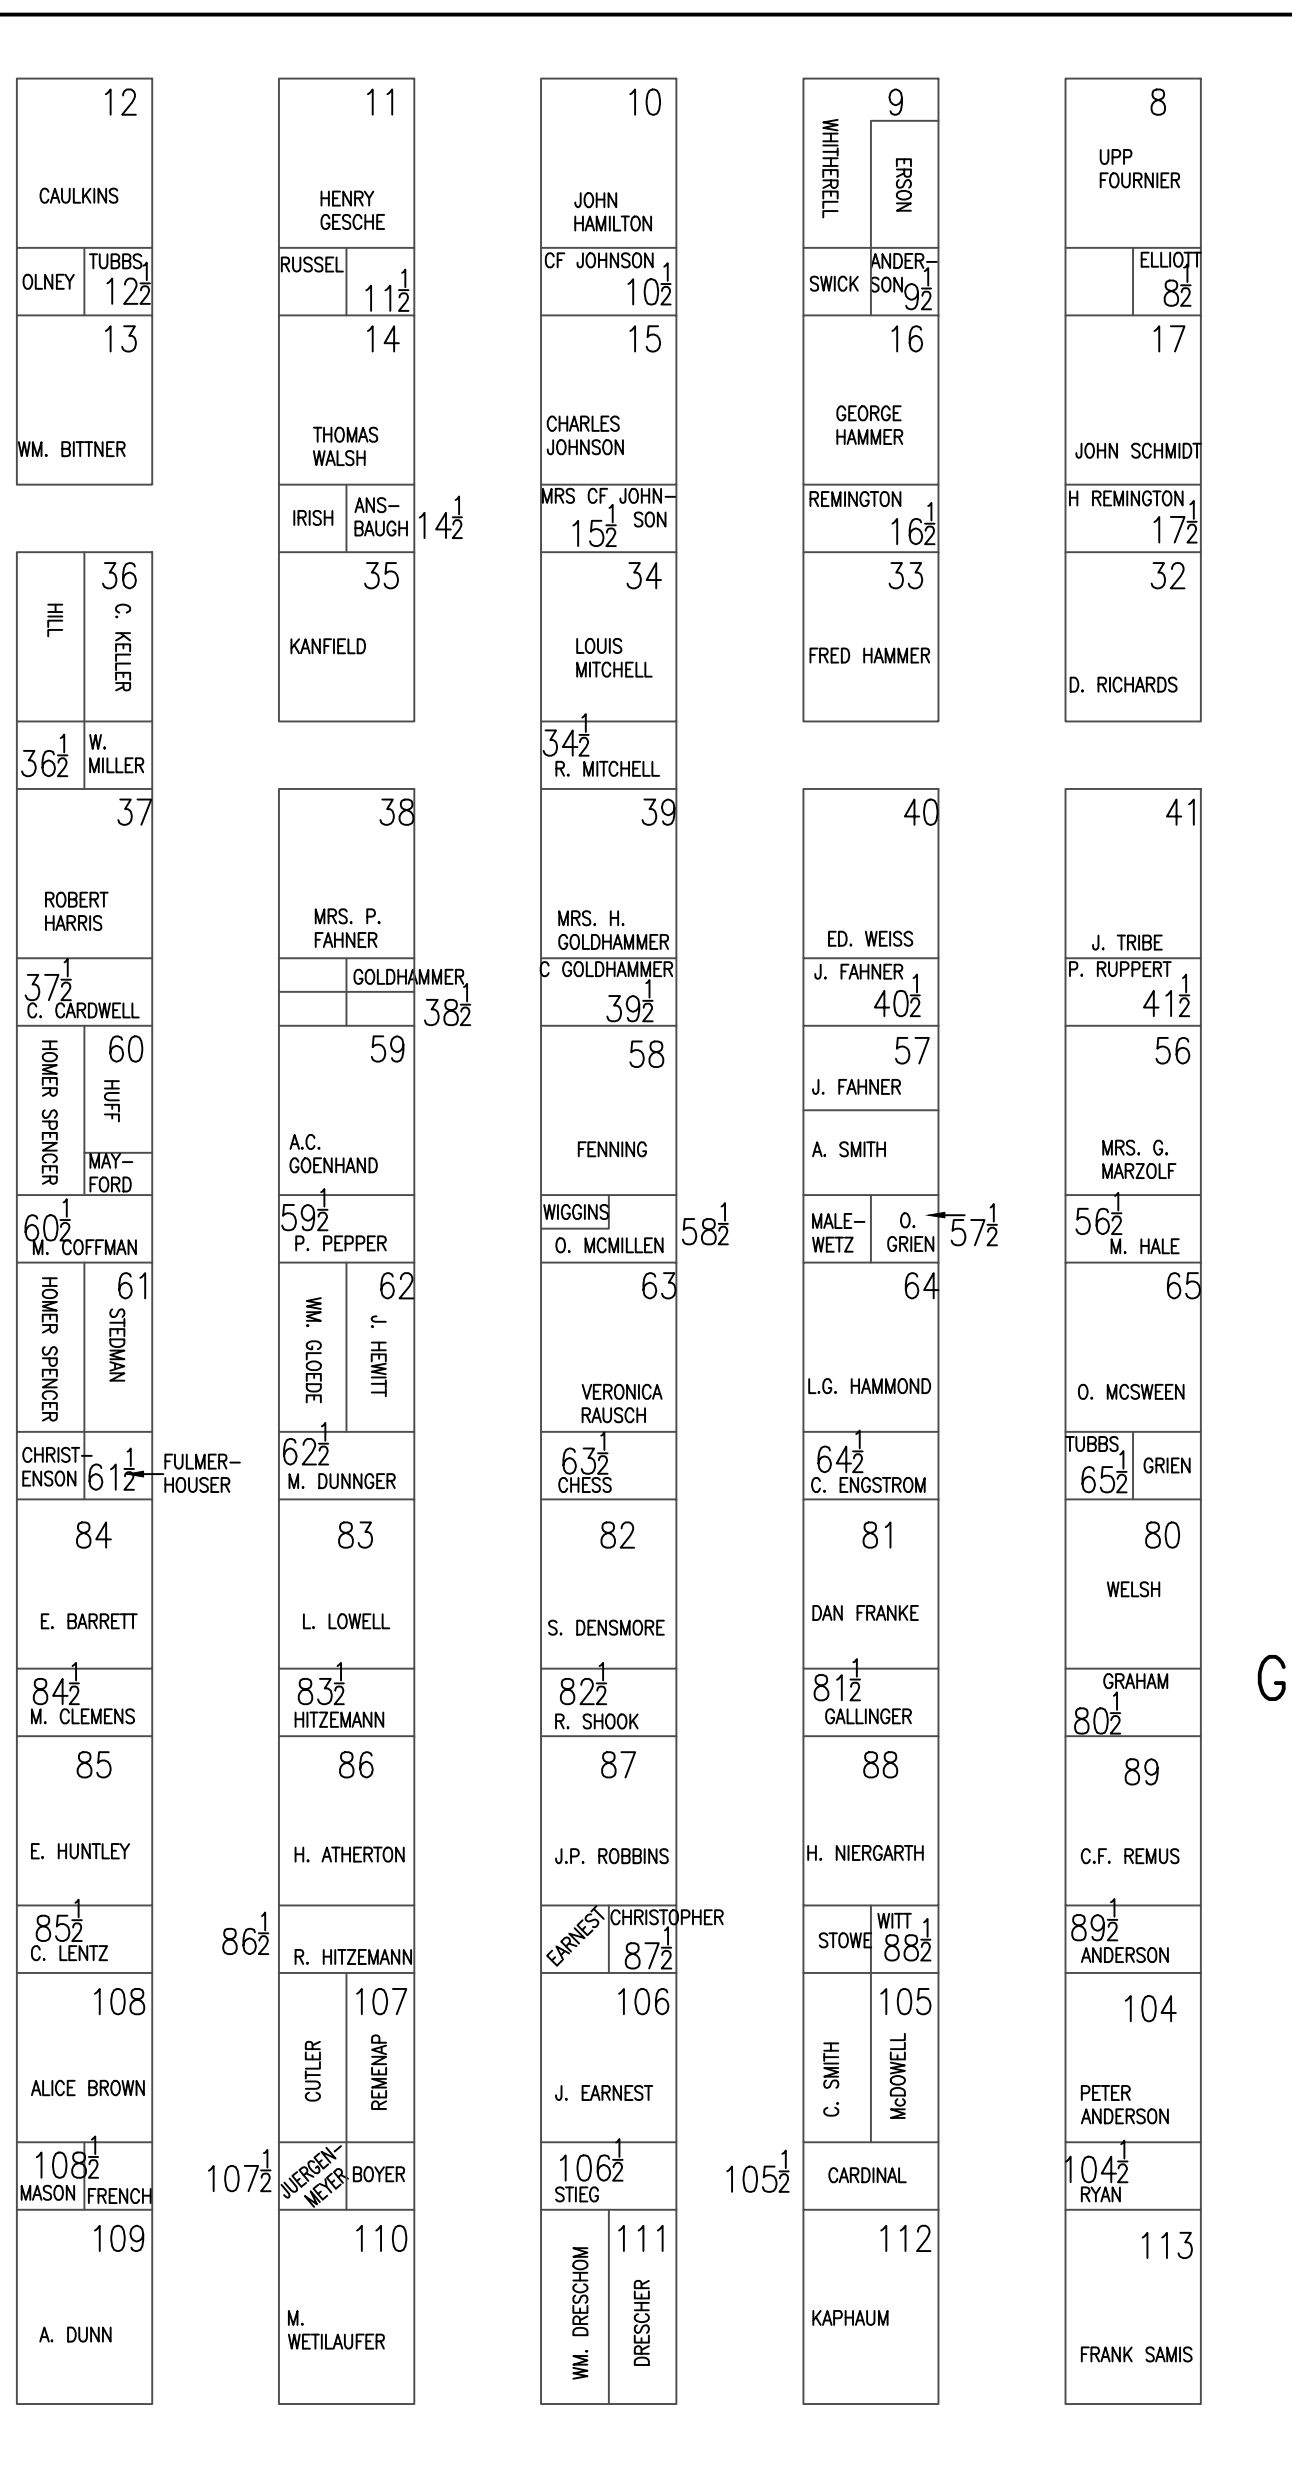 12
CAULKINS
OLNEY
TUBBS
12½
13
WM. BITTNER
HILL
36
C. KELLER
36½
W.
MILLER
37
ROBERT
HARRIS
37½
C. CARDWELL
HOMER SPENCER
60
HUFF
MAY-
FORD
60½
M. COFFMAN
HOMER SPENCER
61
STEDMAN
CHRIST-
ENSON
61½
FULMER-
HOUSER
84
E. BARRETT
84½
M. CLEMENS
85
E. HUNTLEY
85½
C. LENTZ
108
ALICE BROWN
108½
MASON
FRENCH
109
A. DUNN
11
HENRY
GESCHE
RUSSEL
11½
14
THOMAS
WALSH
IRISH
ANS-
BAUGH
14½
35
KANFIELD
38
MRS. P.
FAHNER
GOLDHAMMER
38½
59
A.C.
GOENHAND
59½
P. PEPPER
62
WM. GLOEDE
J. HEWITT
62½
M. DUNNGER
83
L. LOWELL
83½
HITZEMANN
86
H. ATHERTON
86½
R. HITZEMANN
107
CUTLER
REMENAP
107½
JUERGEN-
MEYER
BOYER
110
M.
WETILAUFER
10
JOHN
HAMILTON
CF JOHNSON
10½
15
CHARLES
JOHNSON
MRS CF JOHN-
SON
15½
34
LOUIS
MITCHELL
34½
R. MITCHELL
39
MRS. H.
GOLDHAMMER
C GOLDHAMMER
39½
58
FENNING
WIGGINS
O. MCMILLEN
58½
63
VERONICA
RAUSCH
63½
CHESS
82
S. DENSMORE
82½
R. SHOOK
87
J.P. ROBBINS
EARNEST
CHRISTOPHER
87½
106
J. EARNEST
106½
STIEG
111
WM. DRESCHOM
DRESCHER
9
WHITHERELL
ERSON
SWICK
ANDER-
SON
9½
16
GEORGE
HAMMER
REMINGTON
16½
33
FRED HAMMER
40
ED. WEISS
J. FAHNER
40½
57
J. FAHNER
A. SMITH
MALE-
WETZ
O.
GRIEN
57½
64
L.G. HAMMOND
64½
C. ENGSTROM
81
DAN FRANKE
81½
GALLINGER
88
H. NIERGARTH
STOWE
WITT
88½
105
C. SMITH
McDOWELL
105½
CARDINAL
112
KAPHAUM
8
UPP
FOURNIER
ELLIOTT
8½
17
JOHN SCHMIDT
H REMINGTON
17½
32
D. RICHARDS
41
J. TRIBE
P. RUPPERT
41½
56
MRS. G.
MARZOLF
56½
M. HALE
65
O. MCSWEEN
TUBBS
65½
GRIEN
80
WELSH
GRAHAM
80½
89
C.F. REMUS
89½
ANDERSON
104
PETER
ANDERSON
104½
RYAN
113
FRANK SAMIS
G